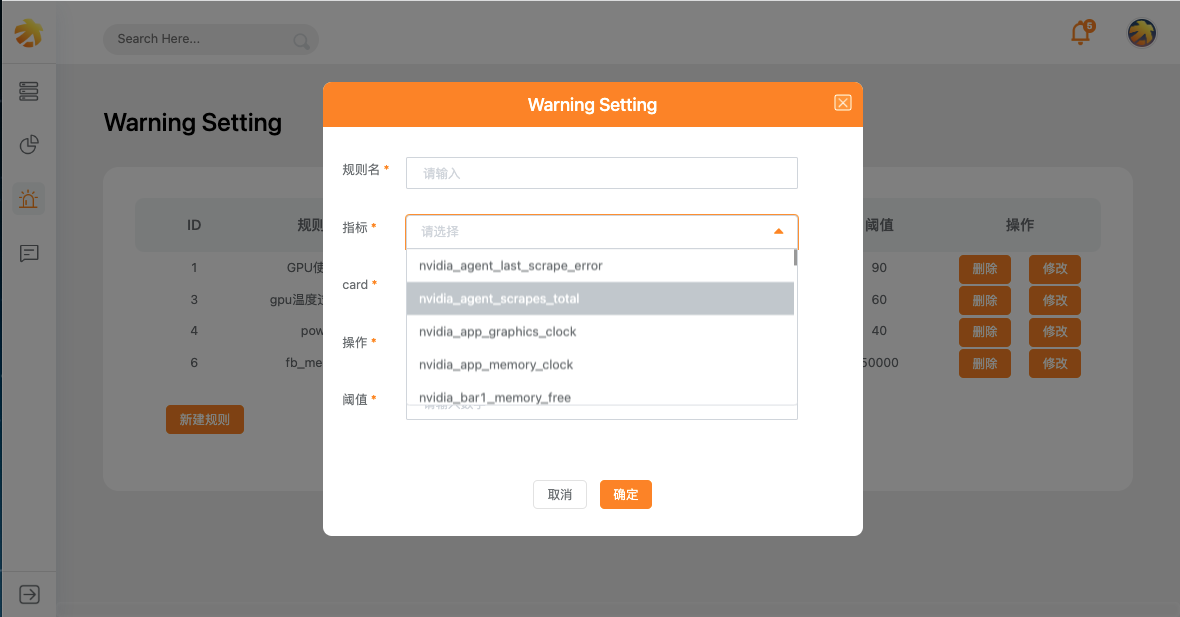 Search Here...
5
Warning Setting
Warning Setting
规则名 *
请输入
指标 *
请选择
nvidia_agent_last_scrape_error
nvidia_agent_scrapes_total
nvidia_app_graphics_clock
nvidia_app_memory_clock
nvidia_bar1_memory_free
card *
操作 *
阈值 *
取消
确定
ID 规则 阈值 操作
1 GPU使 90 删除 修改
3 gpu温度 60 删除 修改
4 pow 40 删除 修改
6 fb_me 50000 删除 修改
新建规则